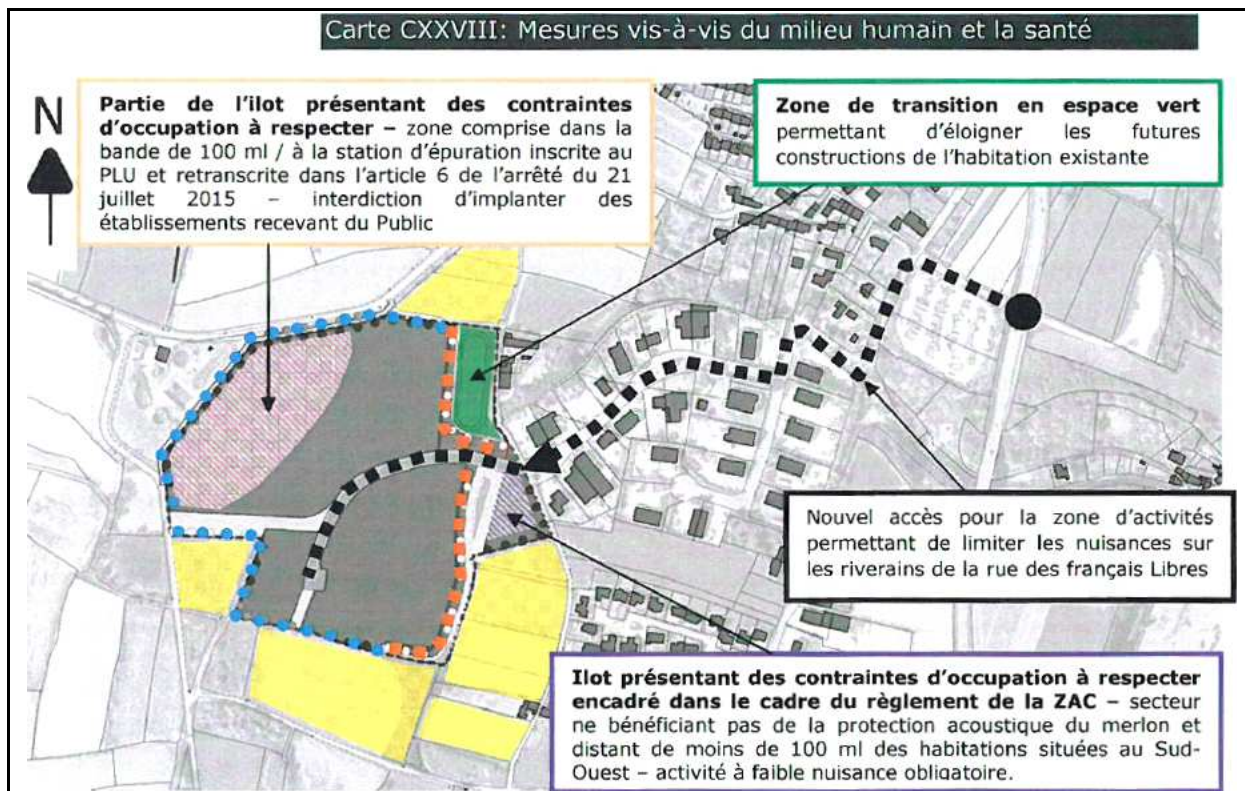 Carte CXXVIII: Mesures vis-à-vis du milieu humain et la santé
N
Partie de l'ilot présentant des contraintes
d'occupation à respecter – zone comprise dans la
bande de 100 ml / à la station d'épuration inscrite au
PLU et retranscrite dans l'article 6 de l'arrêté du 21
juillet 2015 – interdiction d'implanter des
établissements recevant du Public
Zone de transition en espace vert
permettant d'éloigner les futures
constructions de l'habitation existante
Nouvel accès pour la zone d'activités
permettant de limiter les nuisances sur
les riverains de la rue des français Libres
Ilot présentant des contraintes d'occupation à respecter
encadré dans le cadre du règlement de la ZAC – secteur
ne bénéficiant pas de la protection acoustique du merlon et
distant de moins de 100 ml des habitations situées au Sud-
Ouest – activité à faible nuisance obligatoire.